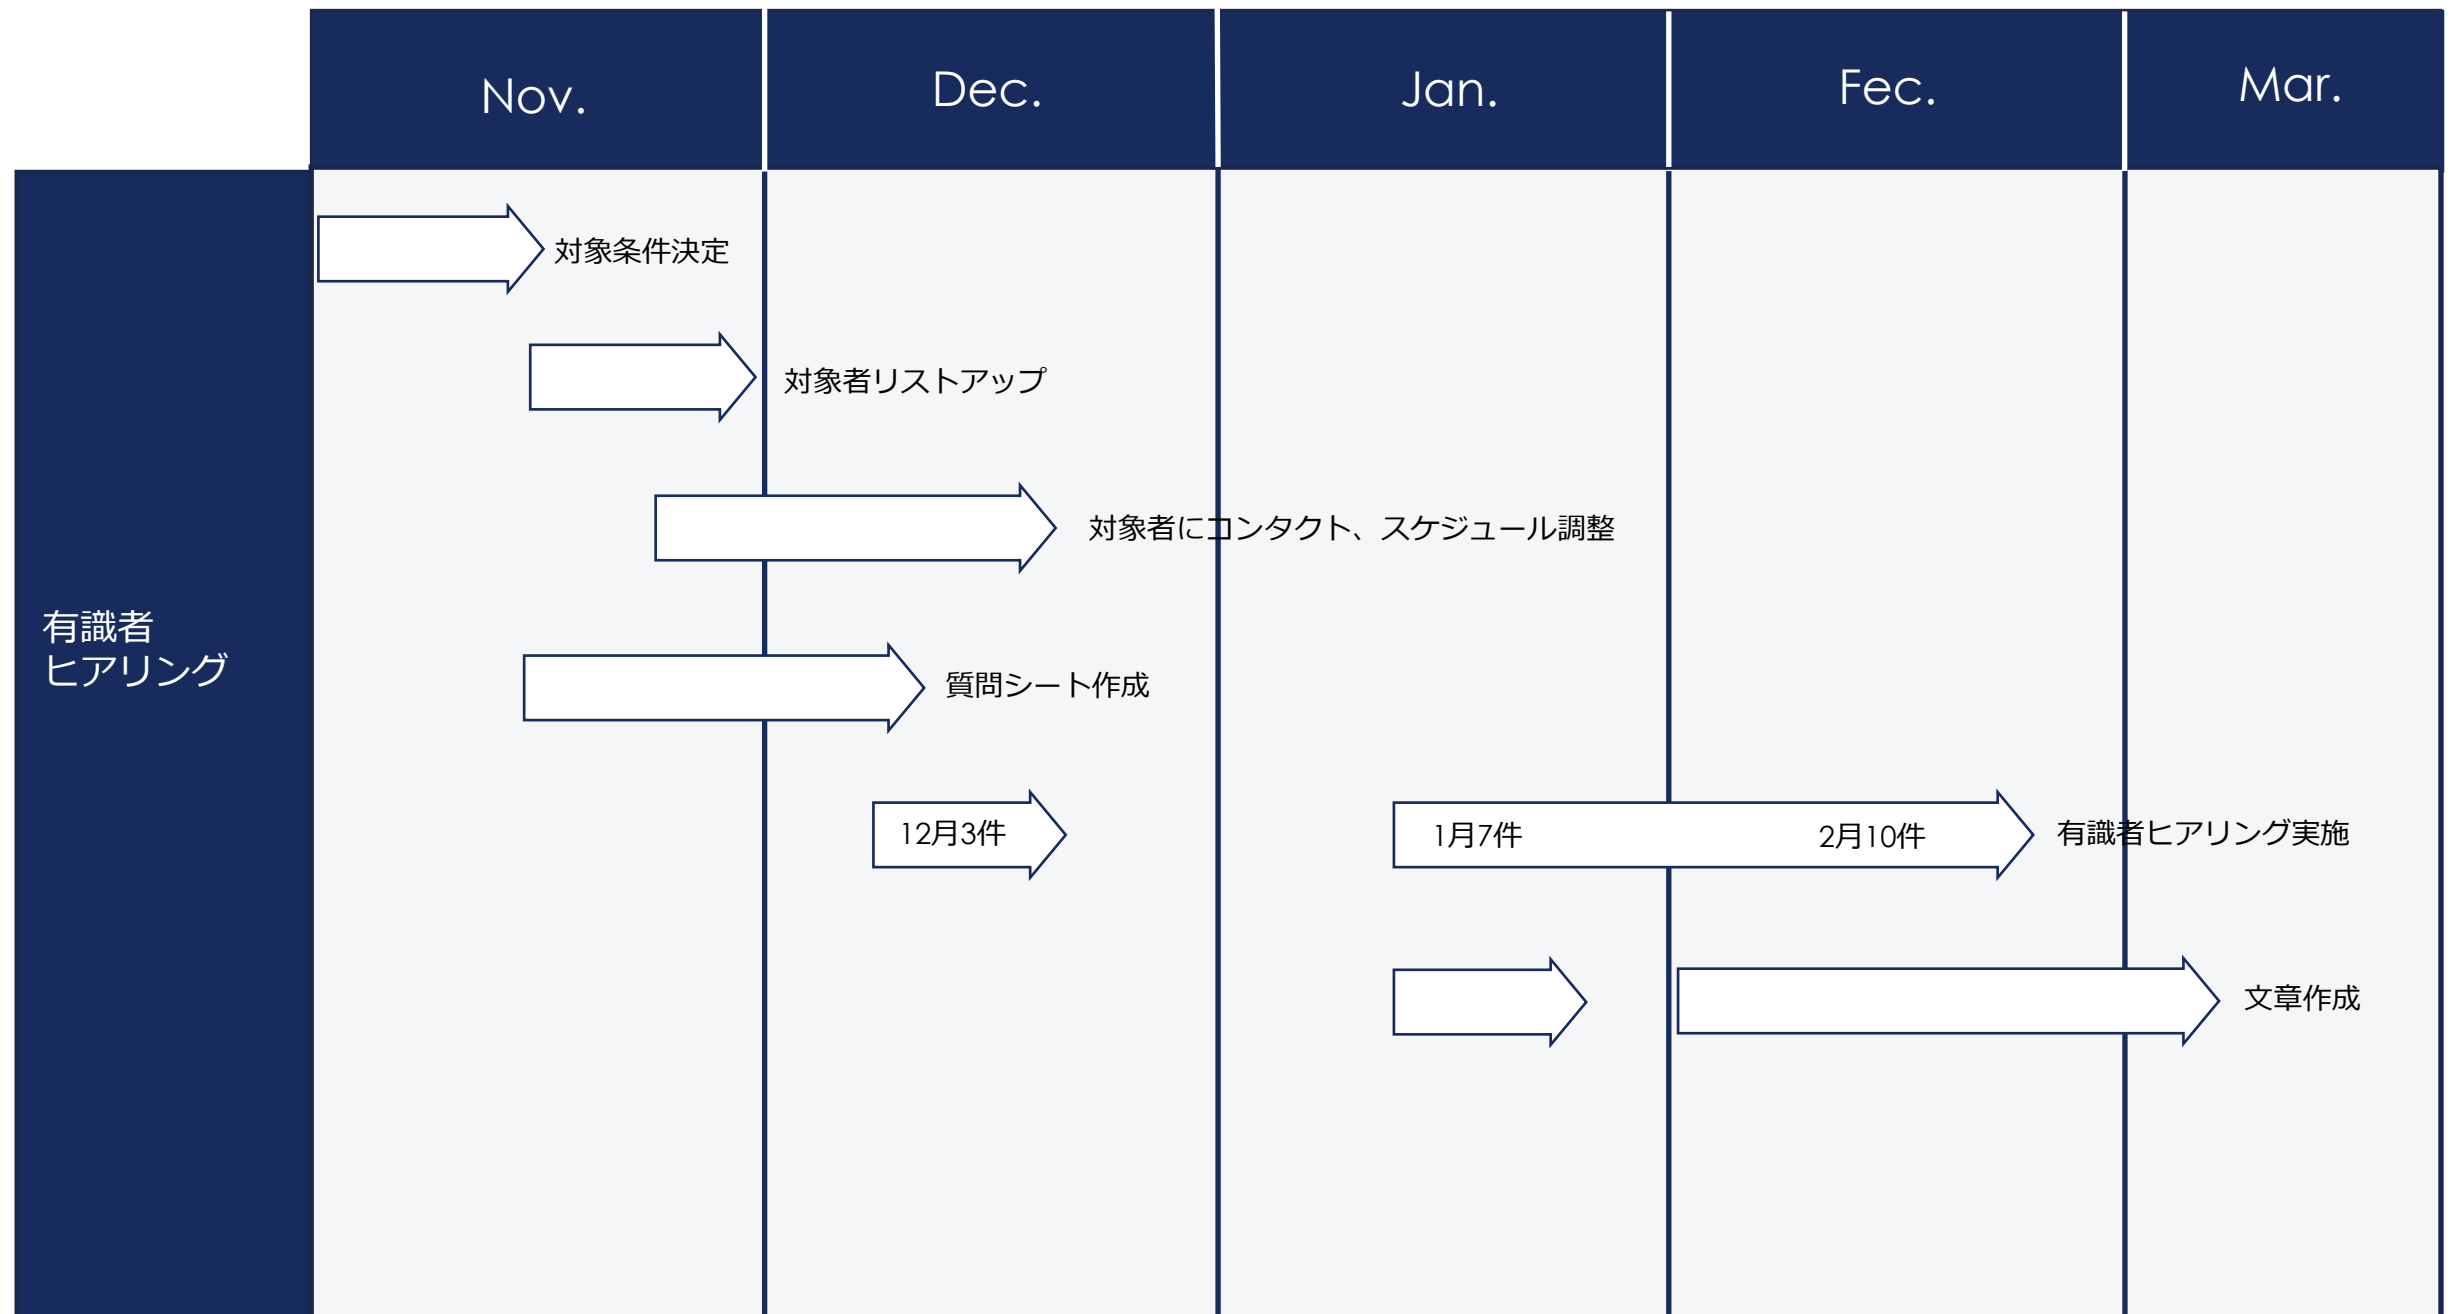 Nov.
Dec.
Jan.
Fec.
Mar.
有識者
ヒアリング
対象条件決定
対象者リストアップ
対象者にコンタクト、スケジュール調整
質問シート作成
12月3件
1月7件
2月10件
有識者ヒアリング実施
文章作成